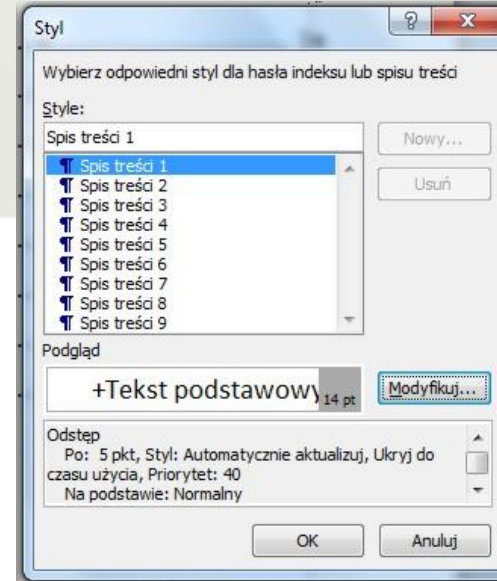 Styl
Wybierz odpowiedni styl dla hasła indeksu lub spisu treści
Style:
Spis treści 1
Nowy...
Spis treści 1
Usuń
Spis treści 2
Spis treści 3
Spis treści 4
Spis treści 5
Spis treści 6
Spis treści 7
Spis treści 8
Spis treści 9
Podgląd
+Tekst podstawowy
14 pt
Modyfikuj...
Odstęp
Po: 5 pkt, Styl: Automatycznie aktualizuj, Ukryj do
czasu użycia, Priorytet: 40
Na podstawie: Normalny
OK
Anuluj